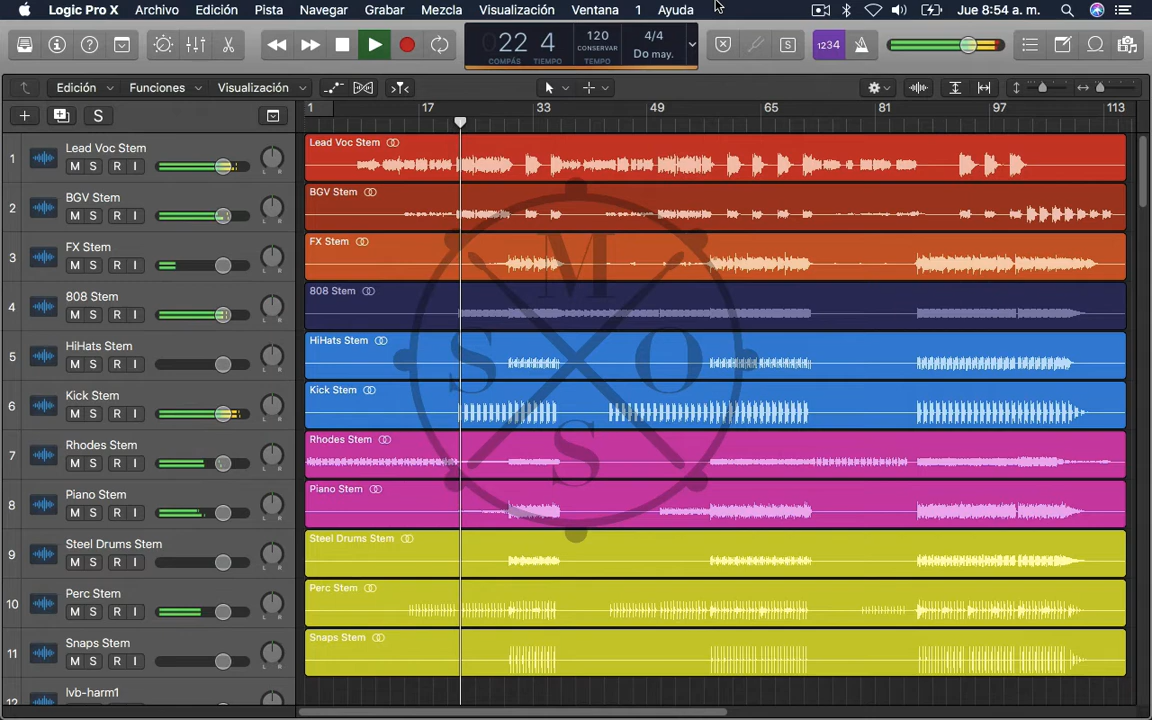 Logic Pro X Archivo Edición Pista Navegar Grabar Mezcla Visualización Ventana 1 Ayuda Jue 8:54 a. m.
022 4 120 4/4
CONSERVAR Do may.
COMPÁS TIEMPO TEMPO
1234
Edición Funciones Visualización
S
1 17 33 49 65 81 97 113
1 Lead Voc Stem
M S R I
L R
Lead Voc Stem
2 BGV Stem
M S R I
L R
BGV Stem
3 FX Stem
M S R I
L R
FX Stem
4 808 Stem
M S R I
L R
808 Stem
5 HiHats Stem
M S R I
L R
HiHats Stem
6 Kick Stem
M S R I
L R
Kick Stem
7 Rhodes Stem
M S R I
L R
Rhodes Stem
8 Piano Stem
M S R I
L R
Piano Stem
9 Steel Drums Stem
M S R I
L R
Steel Drums Stem
10 Perc Stem
M S R I
L R
Perc Stem
11 Snaps Stem
M S R I
L R
Snaps Stem
12 lvb-harm1
M
S O
S